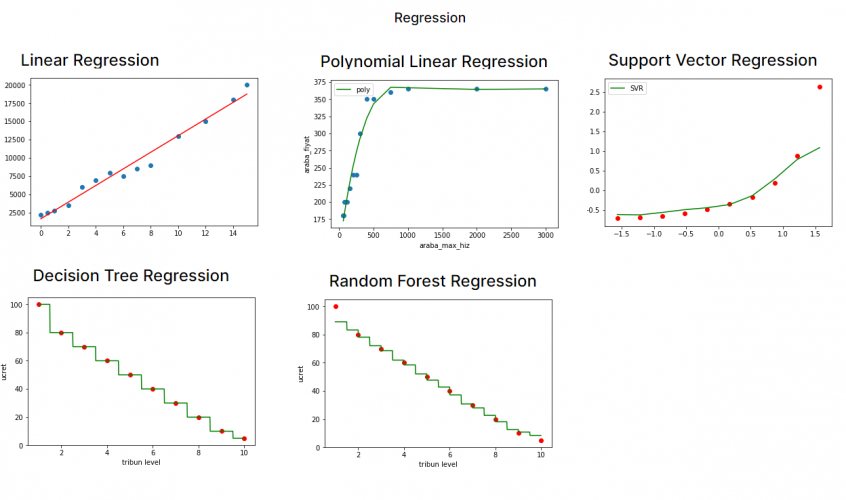 Regression
Linear Regression
Polynomial Linear Regression
Support Vector Regression
20000
17500
15000
12500
10000
7500
5000
2500
0 2 4 6 8 10 12 14
375
350
325
300
275
250
225
200
175
poly
araba_fiyat
0 500 1000 1500 2000 2500 3000
araba_max_hiz
2.5
2.0
1.5
1.0
0.5
0.0
−0.5
SVR
−1.5 −1.0 −0.5 0.0 0.5 1.0 1.5
Decision Tree Regression
Random Forest Regression
100
80
60
40
20
0
ucret
2 4 6 8 10
tribun level
100
80
60
40
20
0
ucret
2 4 6 8 10
tribun level